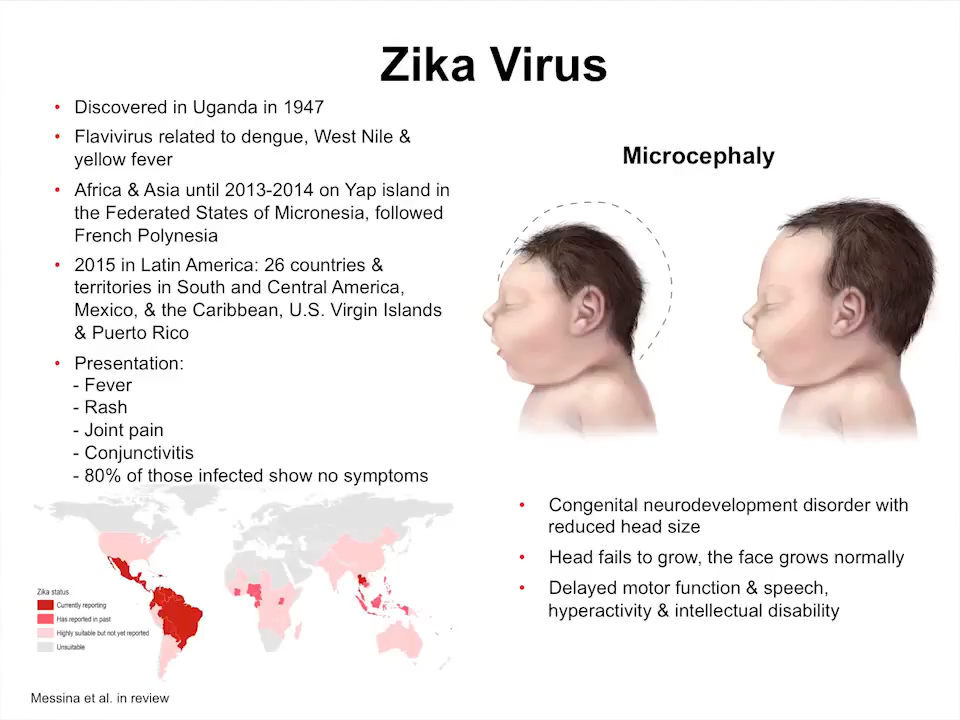 Zika Virus
• Discovered in Uganda in 1947
• Flavivirus related to dengue, West Nile &
yellow fever
• Africa & Asia until 2013-2014 on Yap island in
the Federated States of Micronesia, followed
French Polynesia
• 2015 in Latin America: 26 countries &
territories in South and Central America,
Mexico, & the Caribbean, U.S. Virgin Islands
& Puerto Rico
• Presentation:
- Fever
- Rash
- Joint pain
- Conjunctivitis
- 80% of those infected show no symptoms
Zika status
Currently reporting
Has reported in past
Highly suitable but not yet reported
Unsuitable
Messina et al. in review
Microcephaly
• Congenital neurodevelopment disorder with
reduced head size
• Head fails to grow, the face grows normally
• Delayed motor function & speech,
hyperactivity & intellectual disability